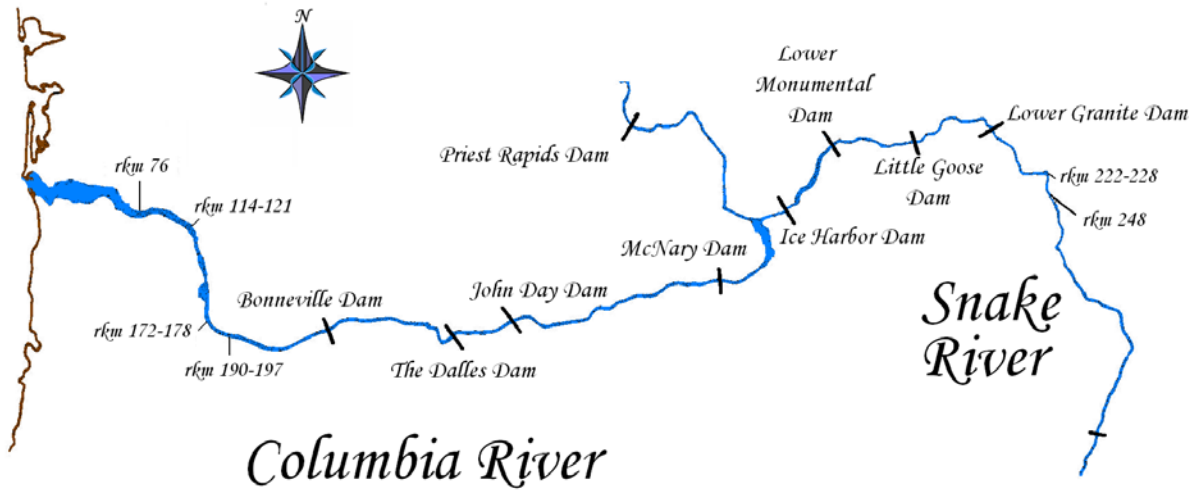 N
Lower
Monumental
Dam
Lower Granite Dam
Priest Rapids Dam
Little Goose
Dam
rkm 76
rkm 222-228
rkm 114-121
rkm 248
Ice Harbor Dam
McNary Dam
John Day Dam
Bonneville Dam
Snake
River
rkm 172-178
rkm 190-197
The Dalles Dam
Columbia River